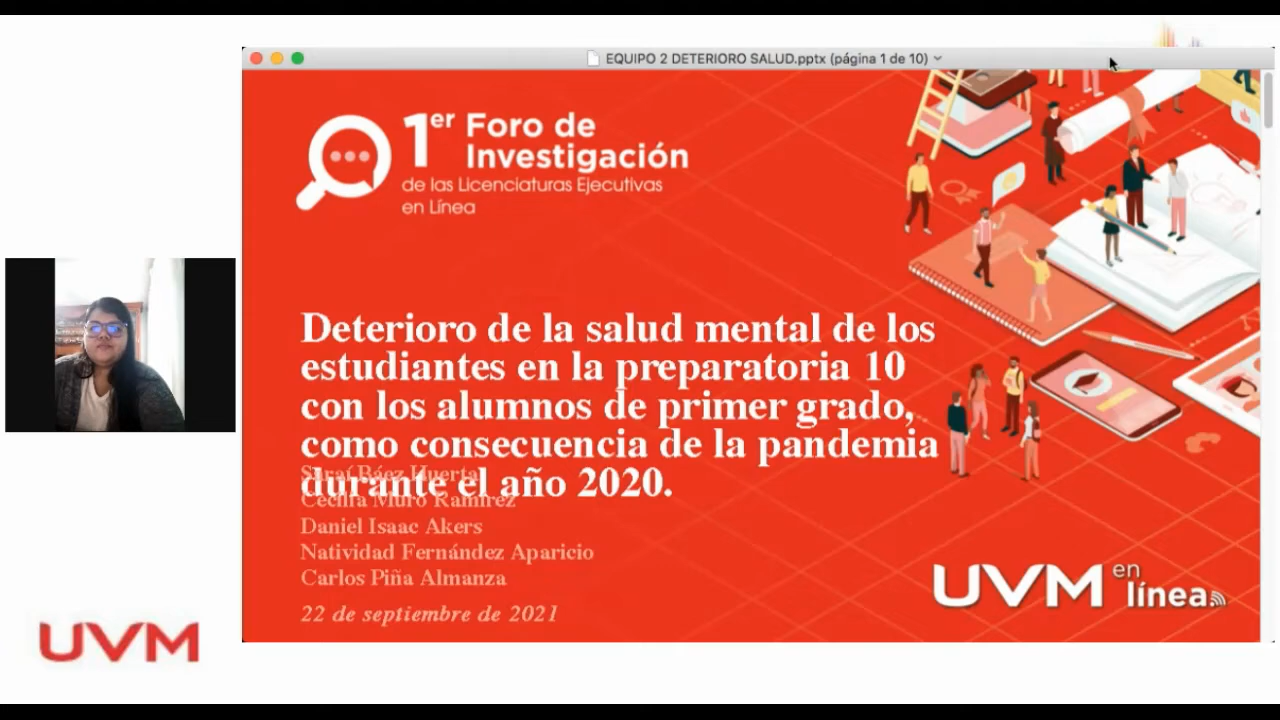 EQUIPO 2 DETERIORO SALUD.pptx (página 1 de 10)
1er Foro de
Investigación
de las Licenciaturas Ejecutivas
en Línea
Deterioro de la salud mental de los
estudiantes en la preparatoria 10
con los alumnos de primer grado,
como consecuencia de la pandemia
durante el año 2020.
Saraí Báez Huerta
Cecilia Muro Ramírez
Daniel Isaac Akers
Natividad Fernández Aparicio
Carlos Piña Almanza
22 de septiembre de 2021
UVM en
línea
UVM